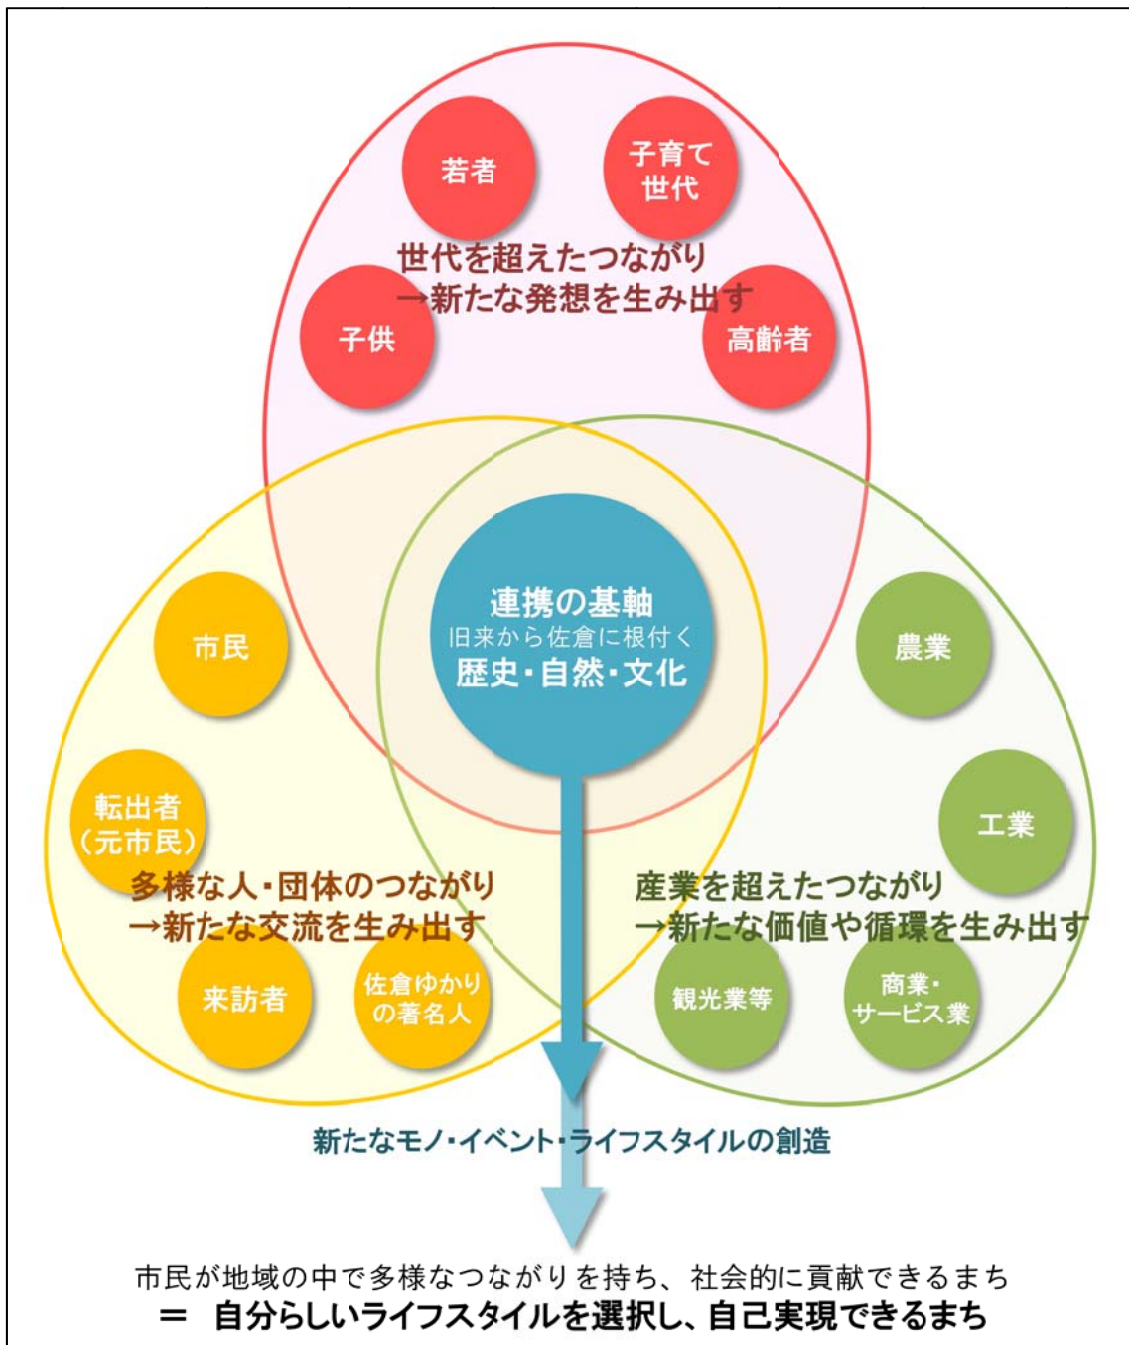 若者
子育て
世代
世代を超えたつながり
→新たな発想を生み出す
子供
高齢者
連携の基軸
旧来から佐倉に根付く
歴史・自然・文化
市民
転出者
（元市民）
多様な人・団体のつながり
→新たな交流を生み出す
来訪者
佐倉ゆかり
の著名人
農業
工業
産業を超えたつながり
→新たな価値や循環を生み出す
観光業等
商業・
サービス業
新たなモノ・イベント・ライフスタイルの創造
市民が地域の中で多様なつながりを持ち、社会的に貢献できるまち
＝ 自分らしいライフスタイルを選択し、自己実現できるまち